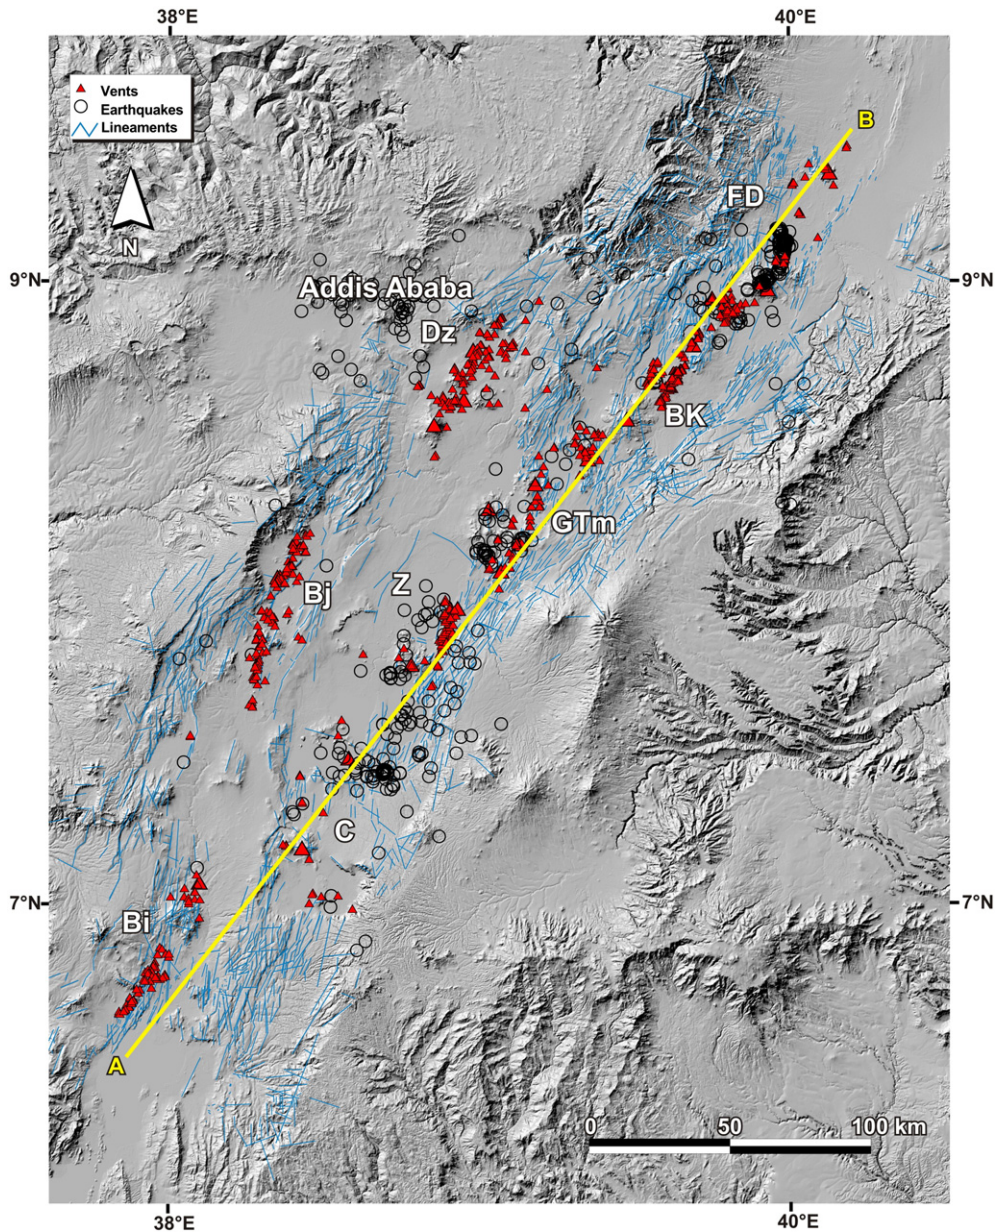 38°E 40°E
Vents
Earthquakes
Lineaments
N
B
FD
9°N 9°N
Addis Ababa
Dz
BK
GTm
Z
Bj
C
7°N 7°N
Bi
A
0 50 100 km
38°E 40°E